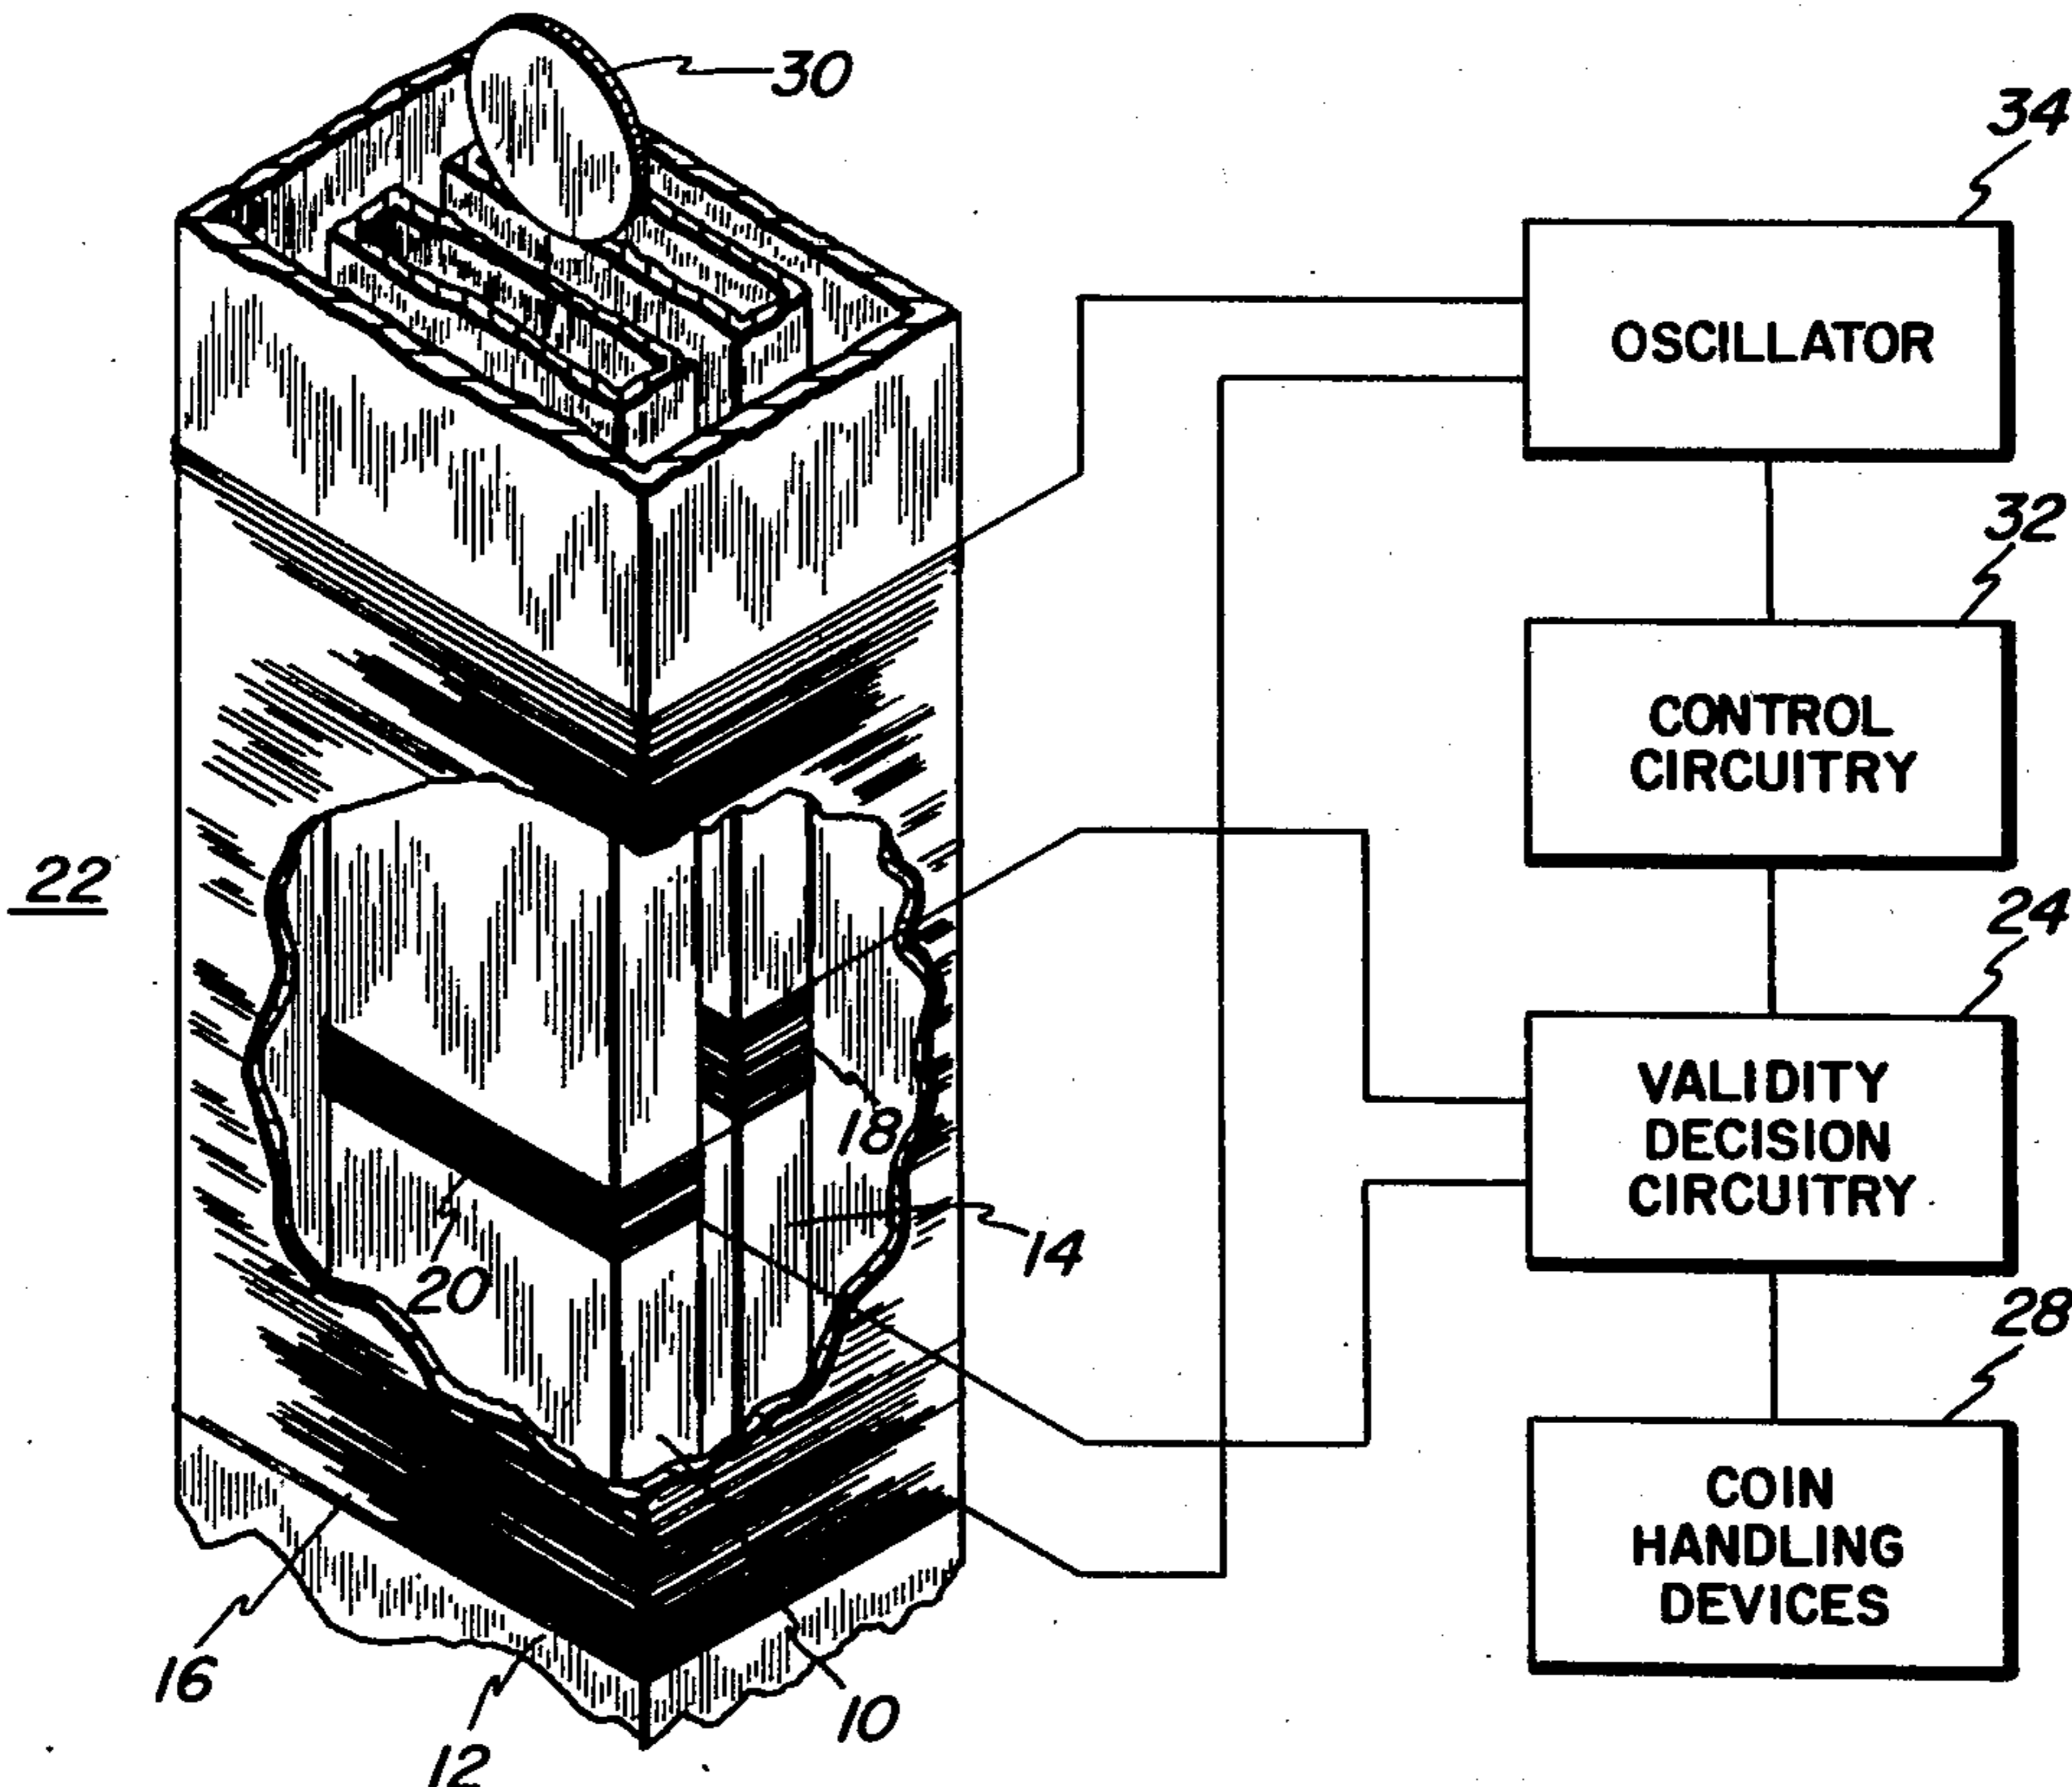 30
34
OSCILLATOR
32
CONTROL
CIRCUITRY
22
24
VALIDITY
DECISION
CIRCUITRY
18
14
20
28
COIN
HANDLING
DEVICES
16
10
12